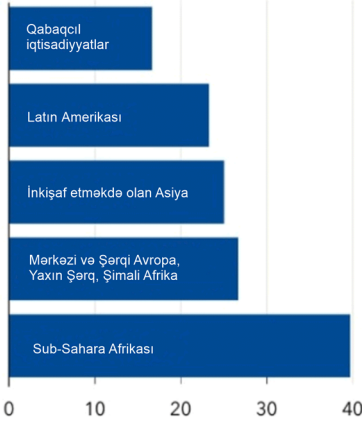 Qabaqcıl
iqtisadiyyatlar
Latın Amerikası
İnkişaf etməkdə olan Asiya
Mərkəzi və Şərqi Avropa,
Yaxın Şərq, Şimali Afrika
Sub-Sahara Afrikası
0 10 20 30 40